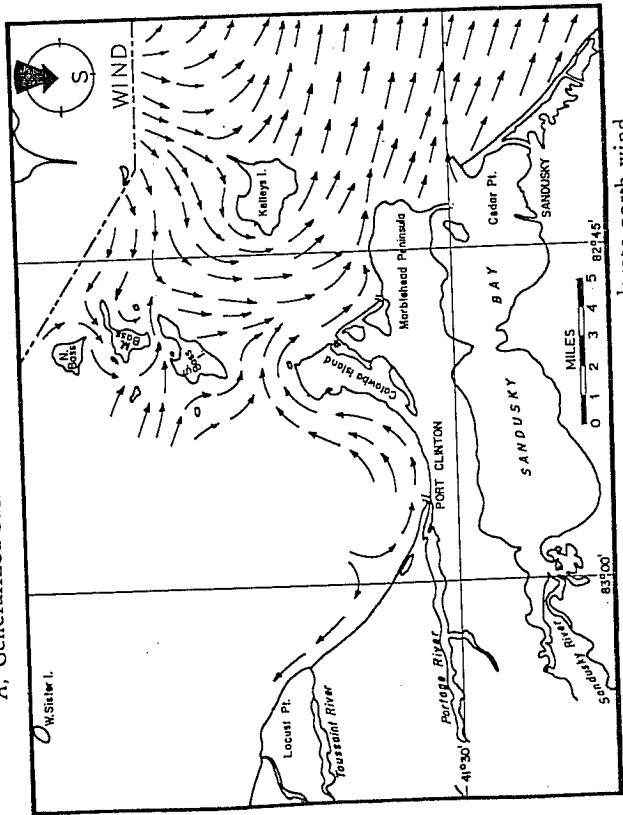 A, Generalized
S
WIND
W. Sister I.
N.
Bass
M.
Bass
Bass
Kelleys I.
Locust Pt.
Toussaint River
Catawba Island
Marblehead Peninsula
PORT CLINTON
Portage River
41°30'
Cedar Pt.
SANDUSKY
SANDUSKY BAY
Sandusky River
MILES
0 1 2 3 4 5
83°00'
82°45'
north wind